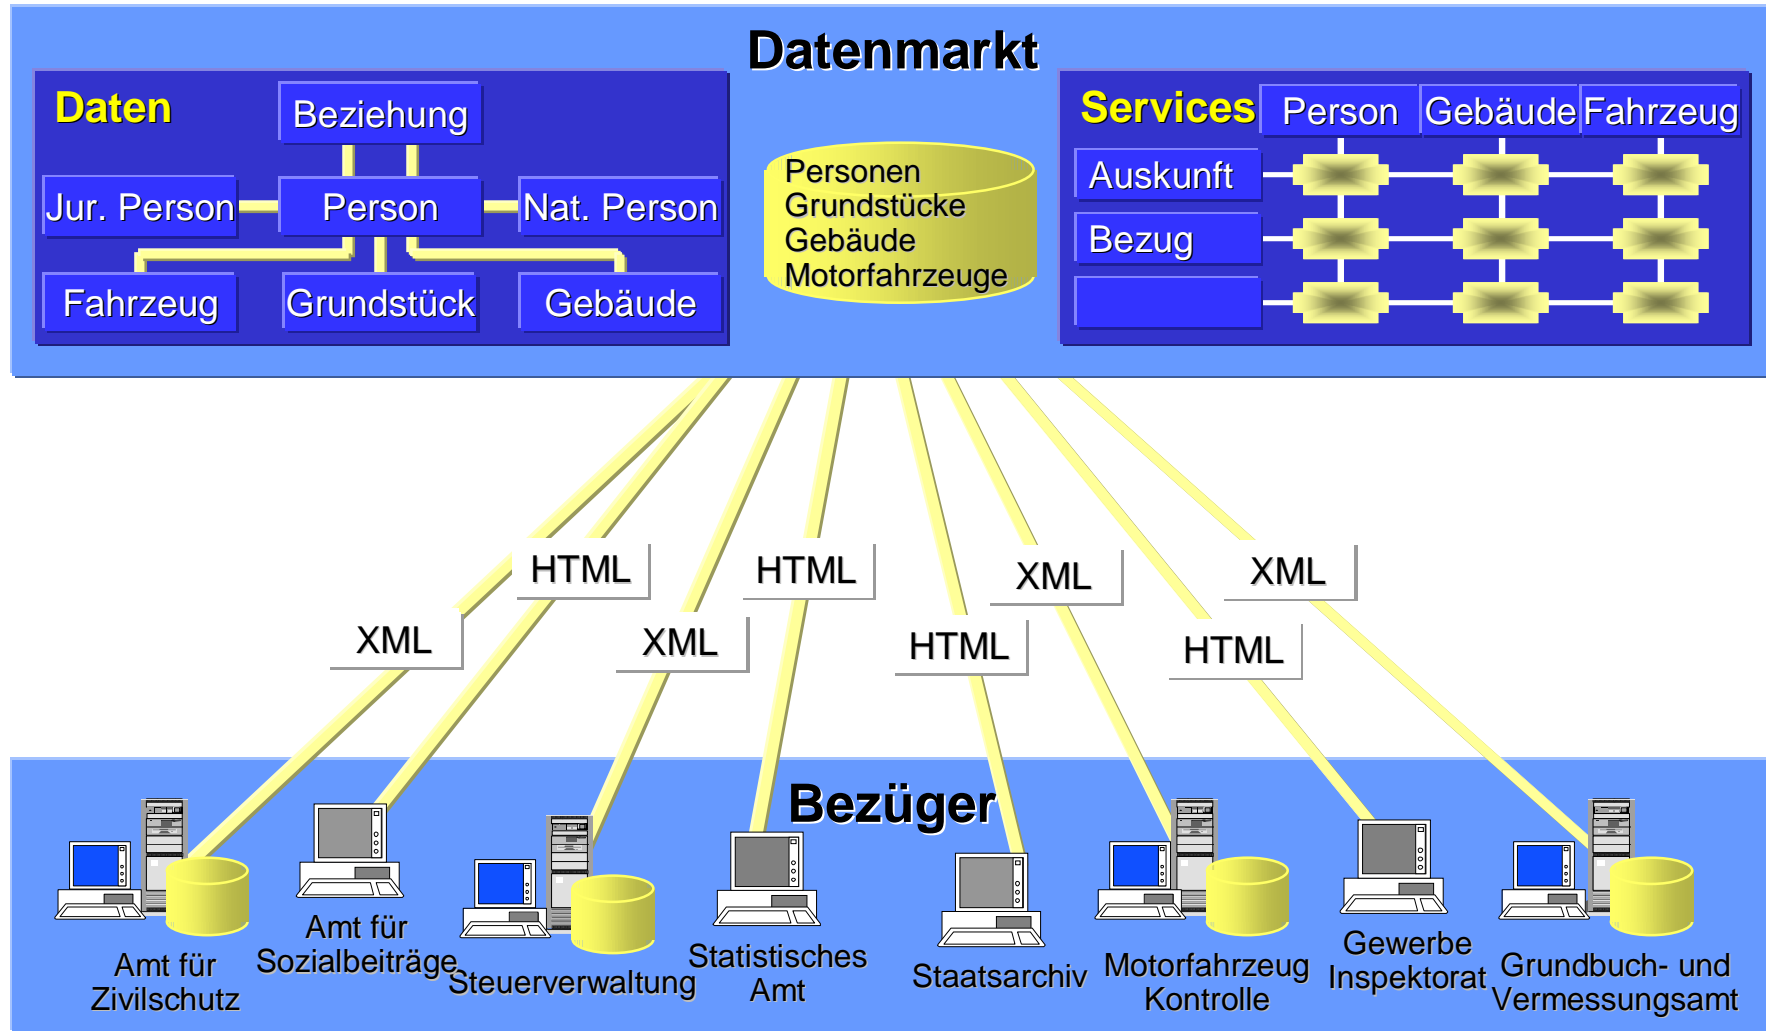 Datenmarkt
Daten
Beziehung
Jur. Person
Person
Nat. Person
Fahrzeug
Grundstück
Gebäude
Personen
Grundstücke
Gebäude
Motorfahrzeuge
Services
Person
Gebäude
Fahrzeug
Auskunft
Bezug
HTML
HTML
XML
XML
XML
XML
HTML
HTML
Bezüger
Amt für
Zivilschutz
Amt für
Sozialbeiträge
Steuerverwaltung
Statistisches
Amt
Staatsarchiv
Motorfahrzeug
Kontrolle
Gewerbe
Inspektorat
Grundbuch- und
Vermessungsamt